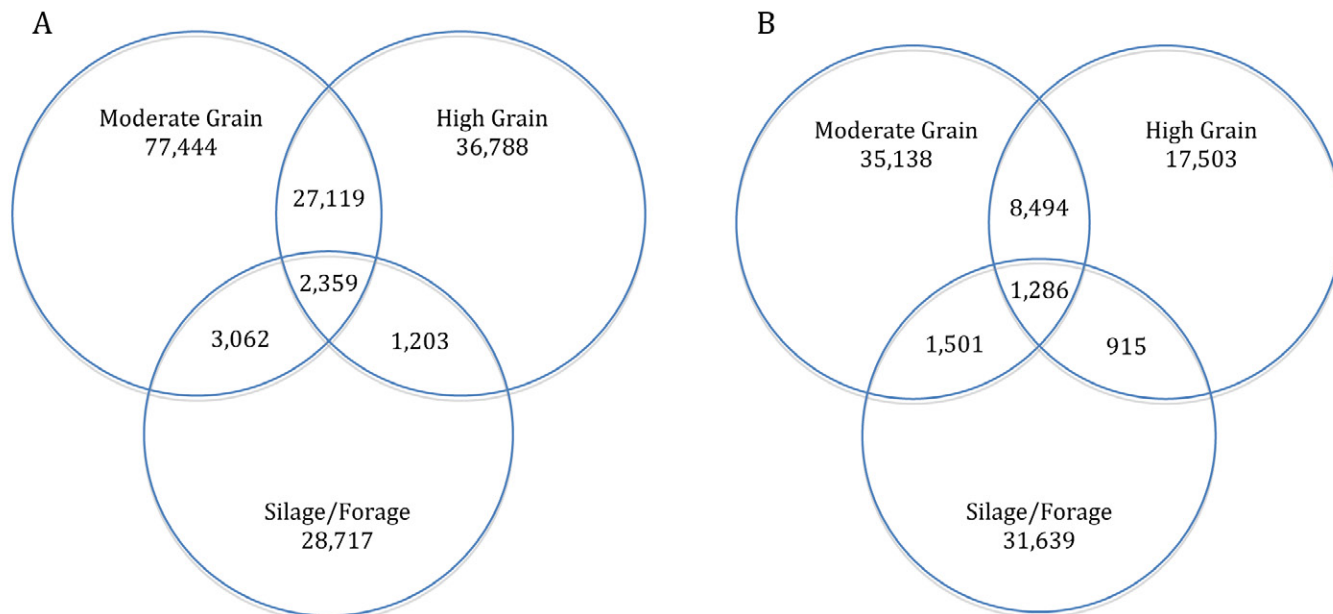 A
Moderate Grain
77,444
High Grain
36,788
27,119
2,359
3,062
1,203
Silage/Forage
28,717
B
Moderate Grain
35,138
High Grain
17,503
8,494
1,286
1,501
915
Silage/Forage
31,639